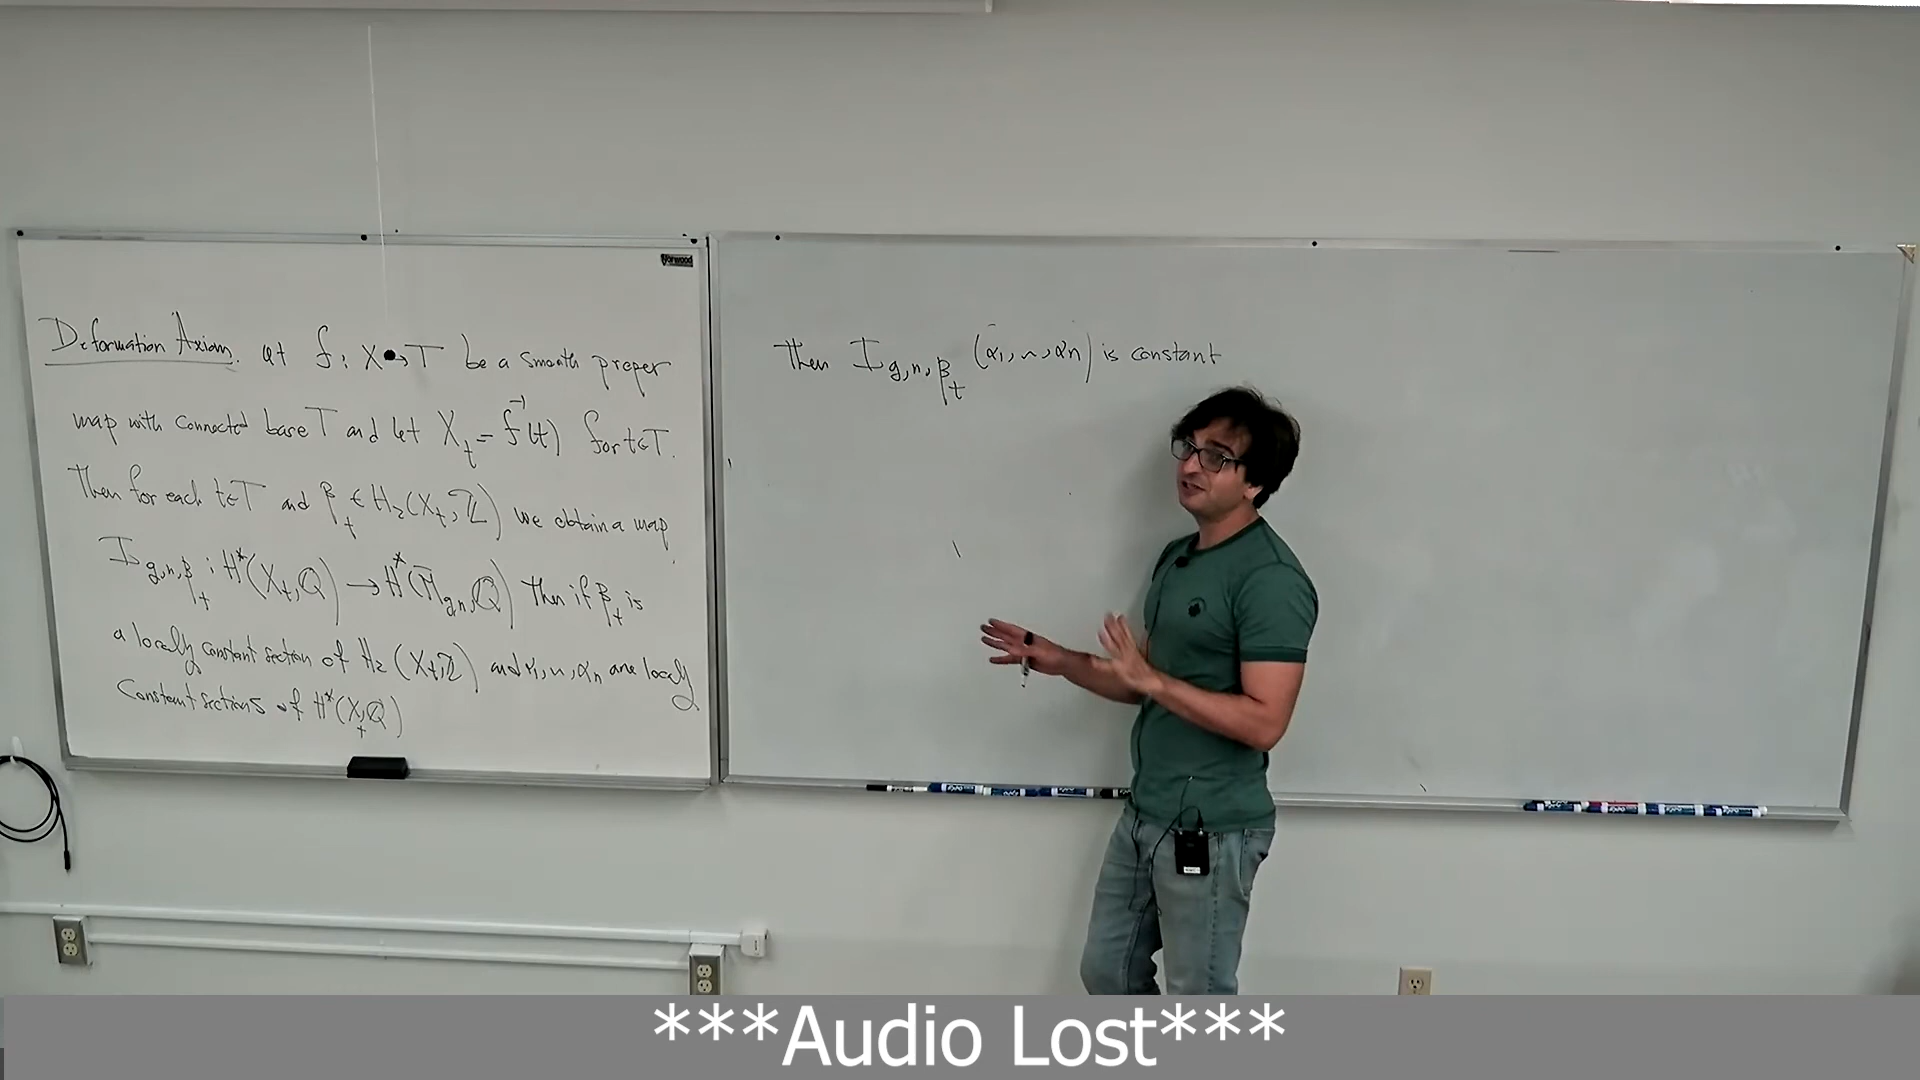 Norwood
Deformation Axiom. Let f: X → T be a smooth proper
map with connected base T and let X_t = f^{-1}(t) for t∈T.
Then for each t∈T and β_t ∈ H_2(X_t, ℤ) we obtain a map
I_{g,n,β_t} : H^*(X_t, ℚ) → H^*(M̄_{g,n}, ℚ) Then if β_t is
a locally constant section of H_2(X_t, ℤ) and α_1, ..., α_n are locally
constant sections of H^*(X_t, ℚ)
Then I_{g,n,β_t} (α_1, ..., α_n) is constant
***Audio Lost***